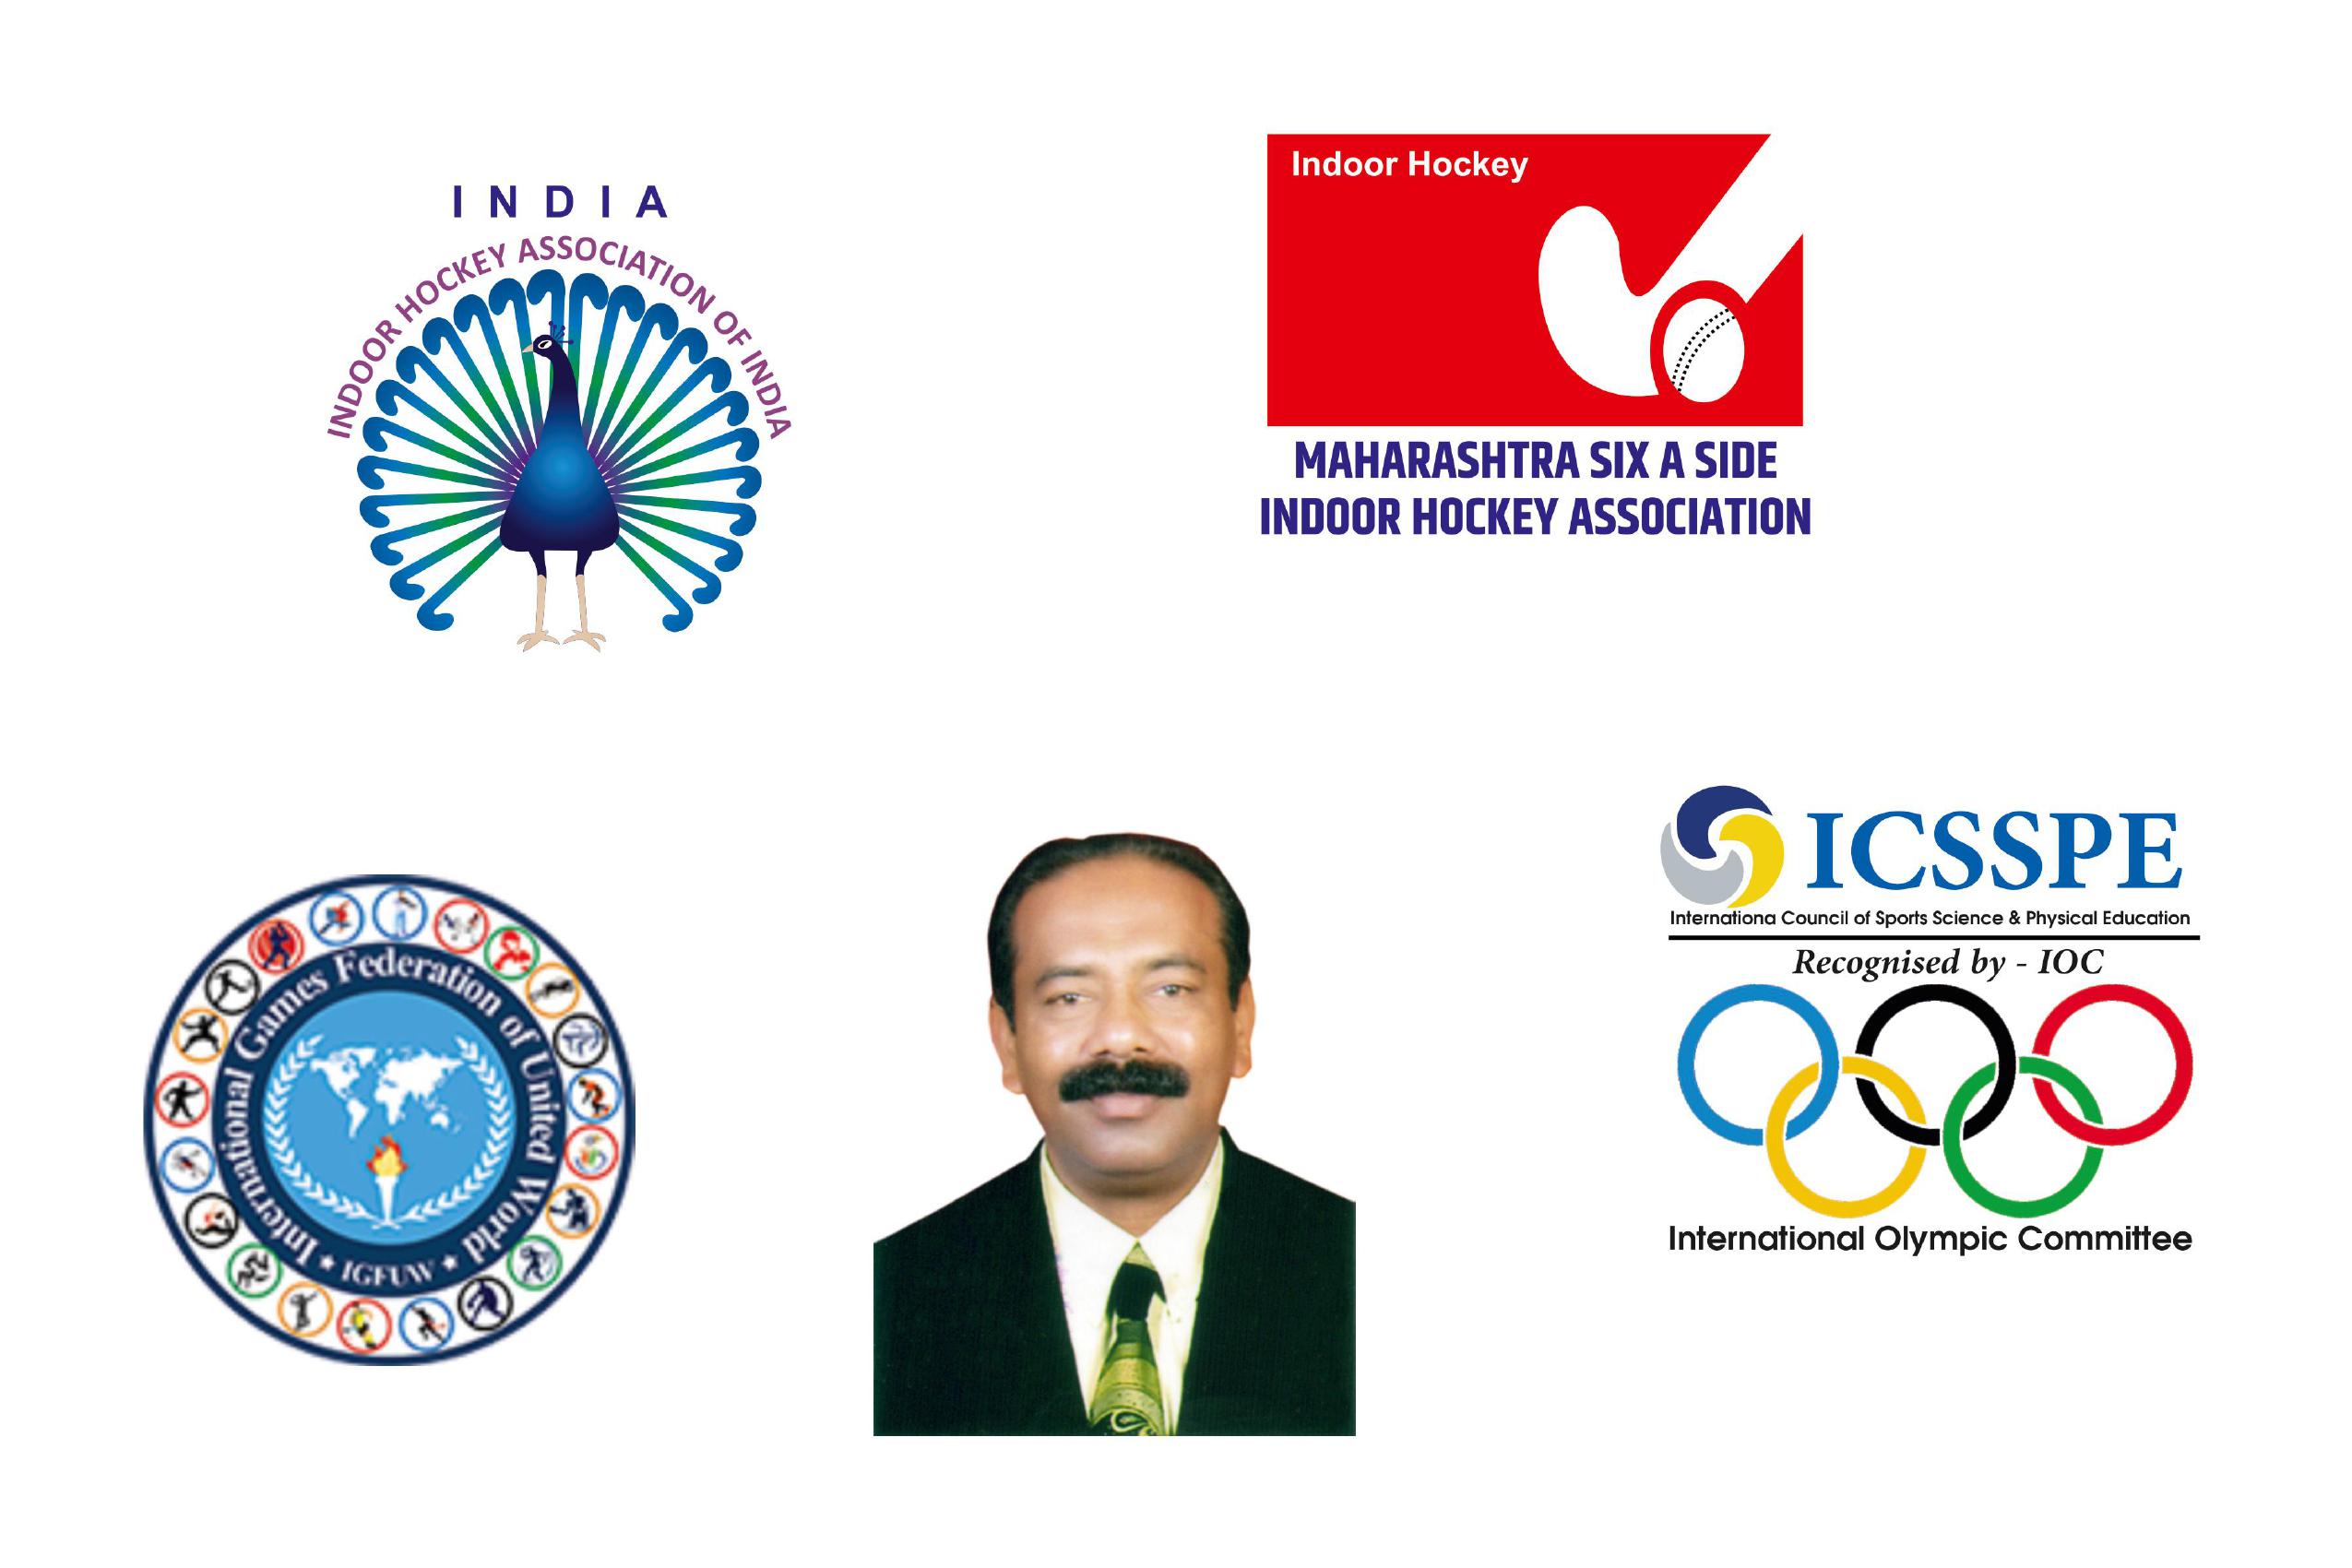 INDIA
INDOOR HOCKEY ASSOCIATION OF INDIA
Indoor Hockey
MAHARASHTRA SIX A SIDE
INDOOR HOCKEY ASSOCIATION
International Games Federation of United World
★ IGFUW ★
ICSSPE
Internationa Council of Sports Science & Physical Education
Recognised by - IOC
International Olympic Committee